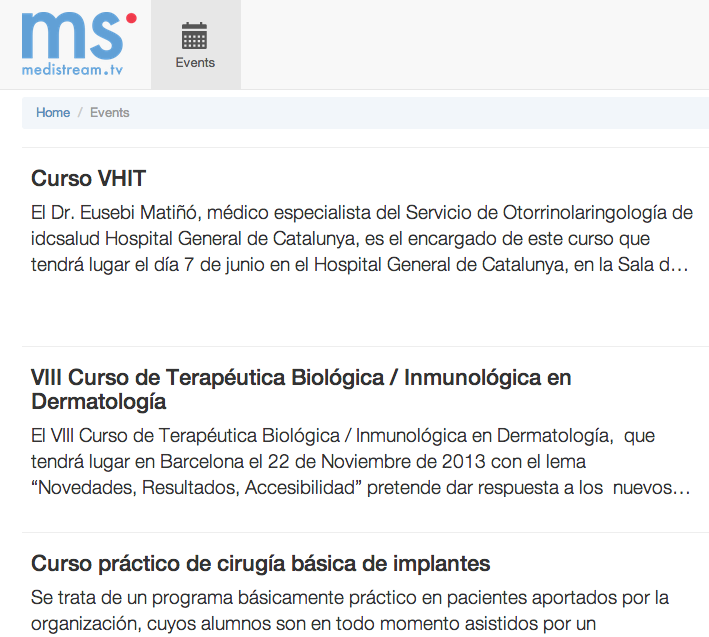 ms
medistream.tv
Events
Home / Events
Curso VHIT
El Dr. Eusebi Matiñó, médico especialista del Servicio de Otorrinolaringología de
idcsalud Hospital General de Catalunya, es el encargado de este curso que
tendrá lugar el día 7 de junio en el Hospital General de Catalunya, en la Sala d…
VIII Curso de Terapéutica Biológica / Inmunológica en
Dermatología
El VIII Curso de Terapéutica Biológica / Inmunológica en Dermatología,  que
tendrá lugar en Barcelona el 22 de Noviembre de 2013 con el lema
“Novedades, Resultados, Accesibilidad” pretende dar respuesta a los  nuevos…
Curso práctico de cirugía básica de implantes
Se trata de un programa básicamente práctico en pacientes aportados por la
organización, cuyos alumnos son en todo momento asistidos por un